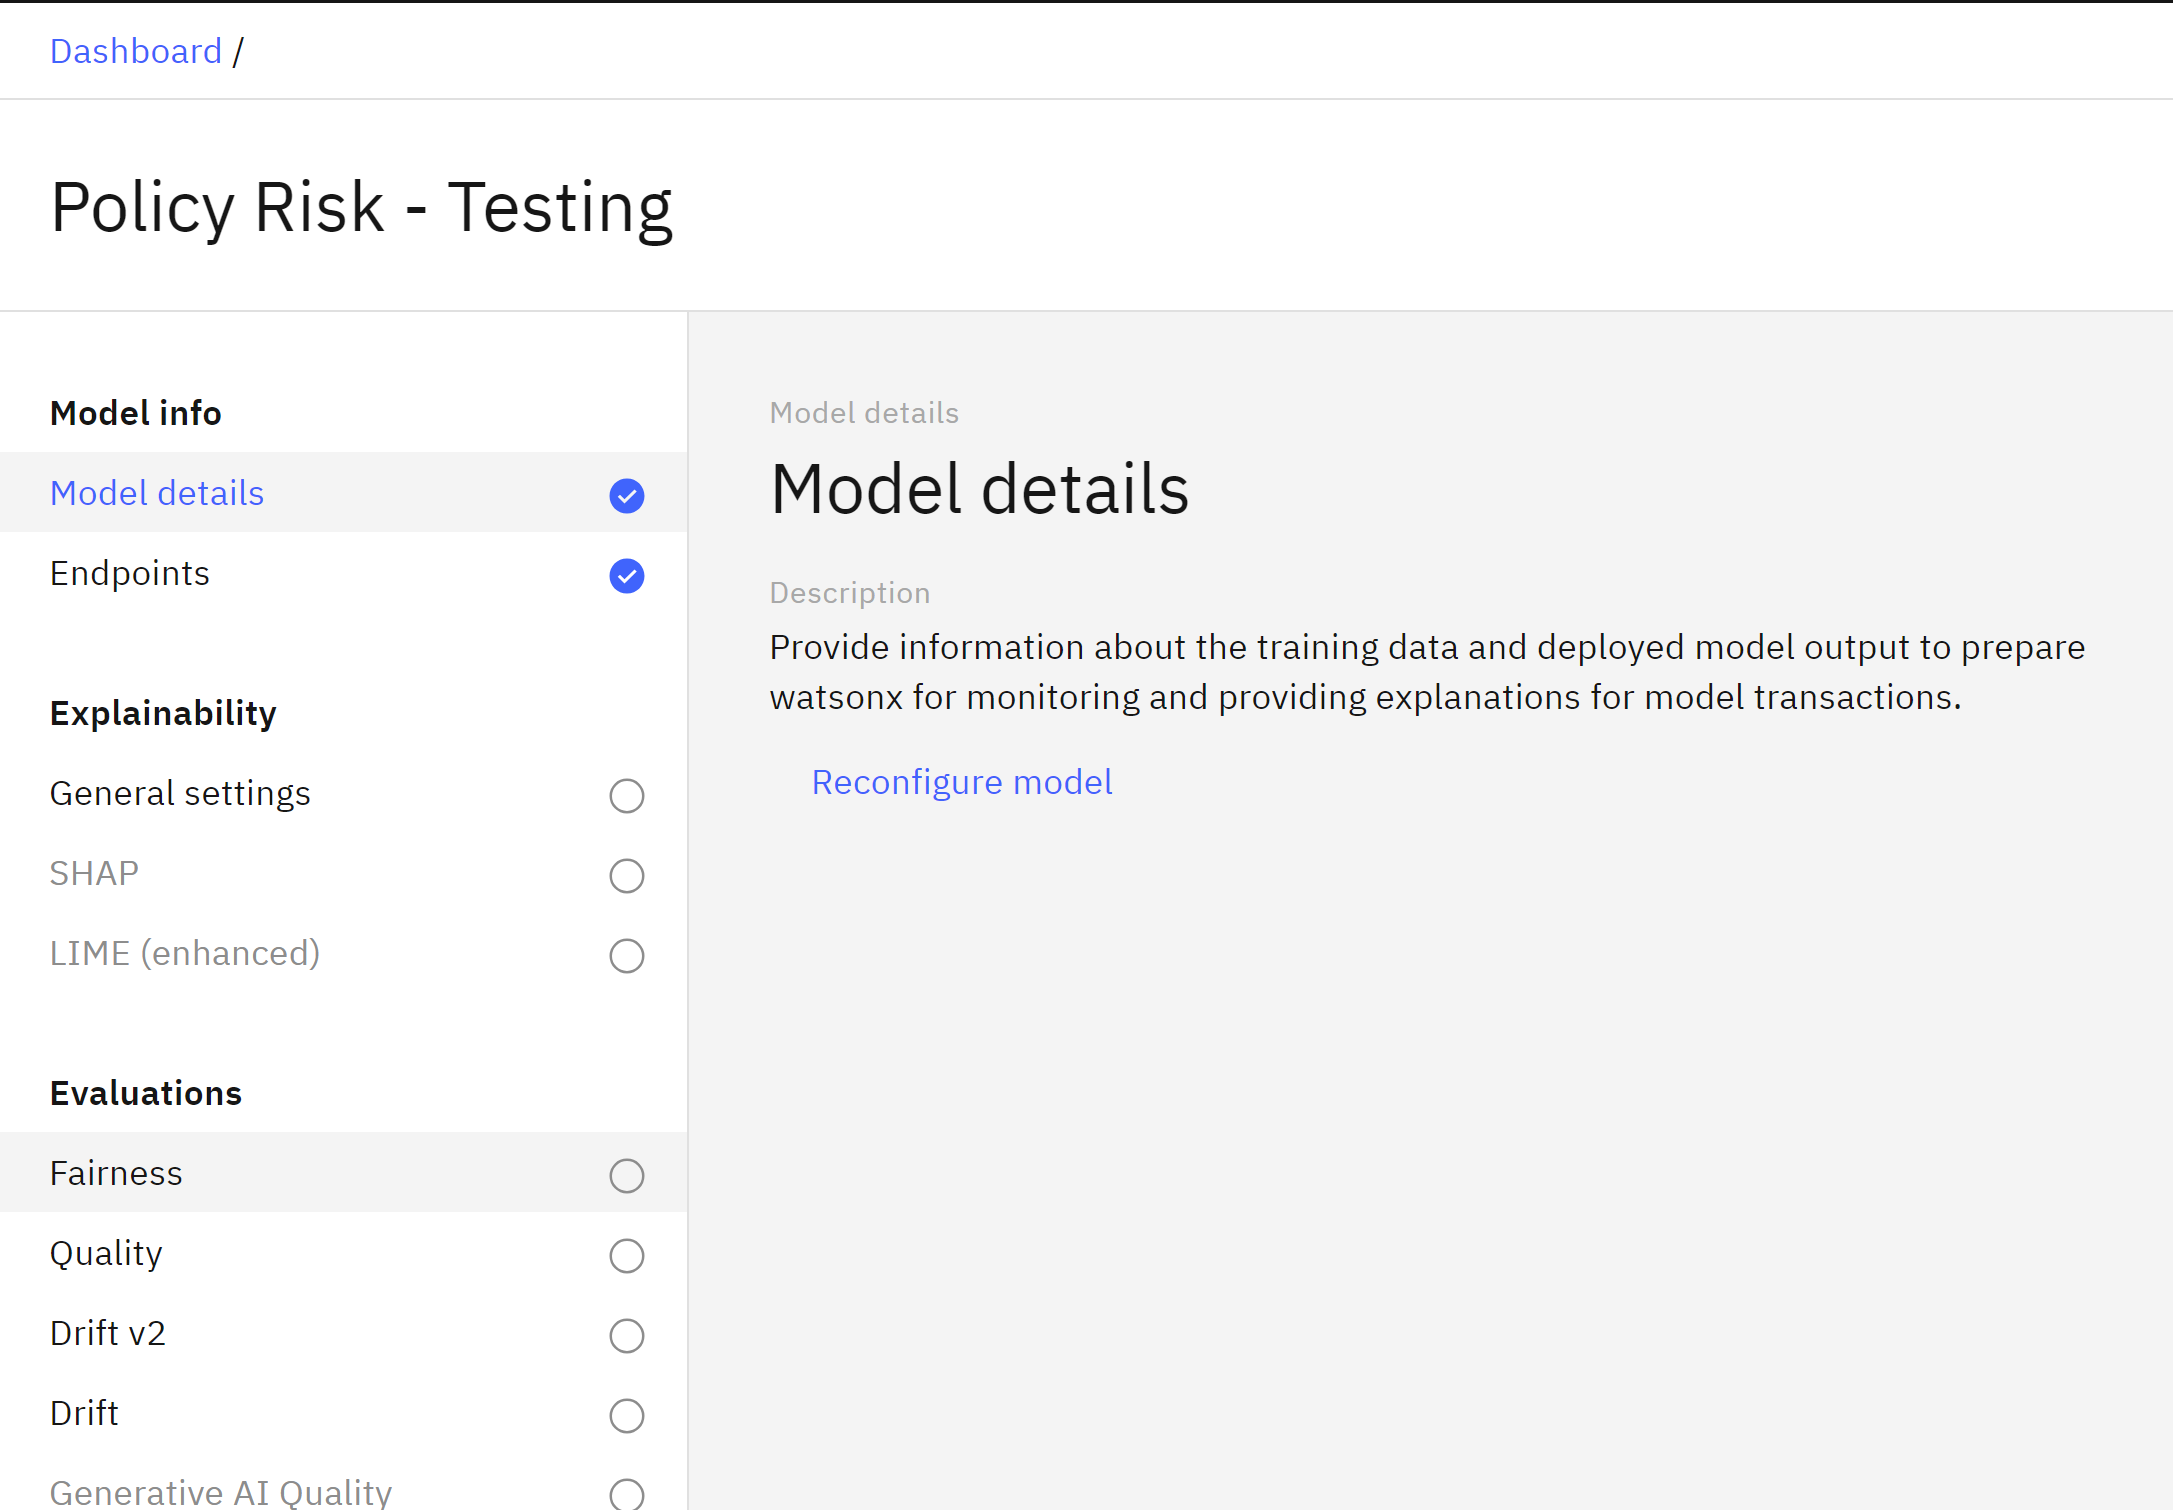 Dashboard /
Policy Risk - Testing
Model info
Model details
Endpoints
Explainability
General settings
SHAP
LIME (enhanced)
Evaluations
Fairness
Quality
Drift v2
Drift
Generative AI Quality
Model details
Model details
Description
Provide information about the training data and deployed model output to prepare
watsonx for monitoring and providing explanations for model transactions.
Reconfigure model